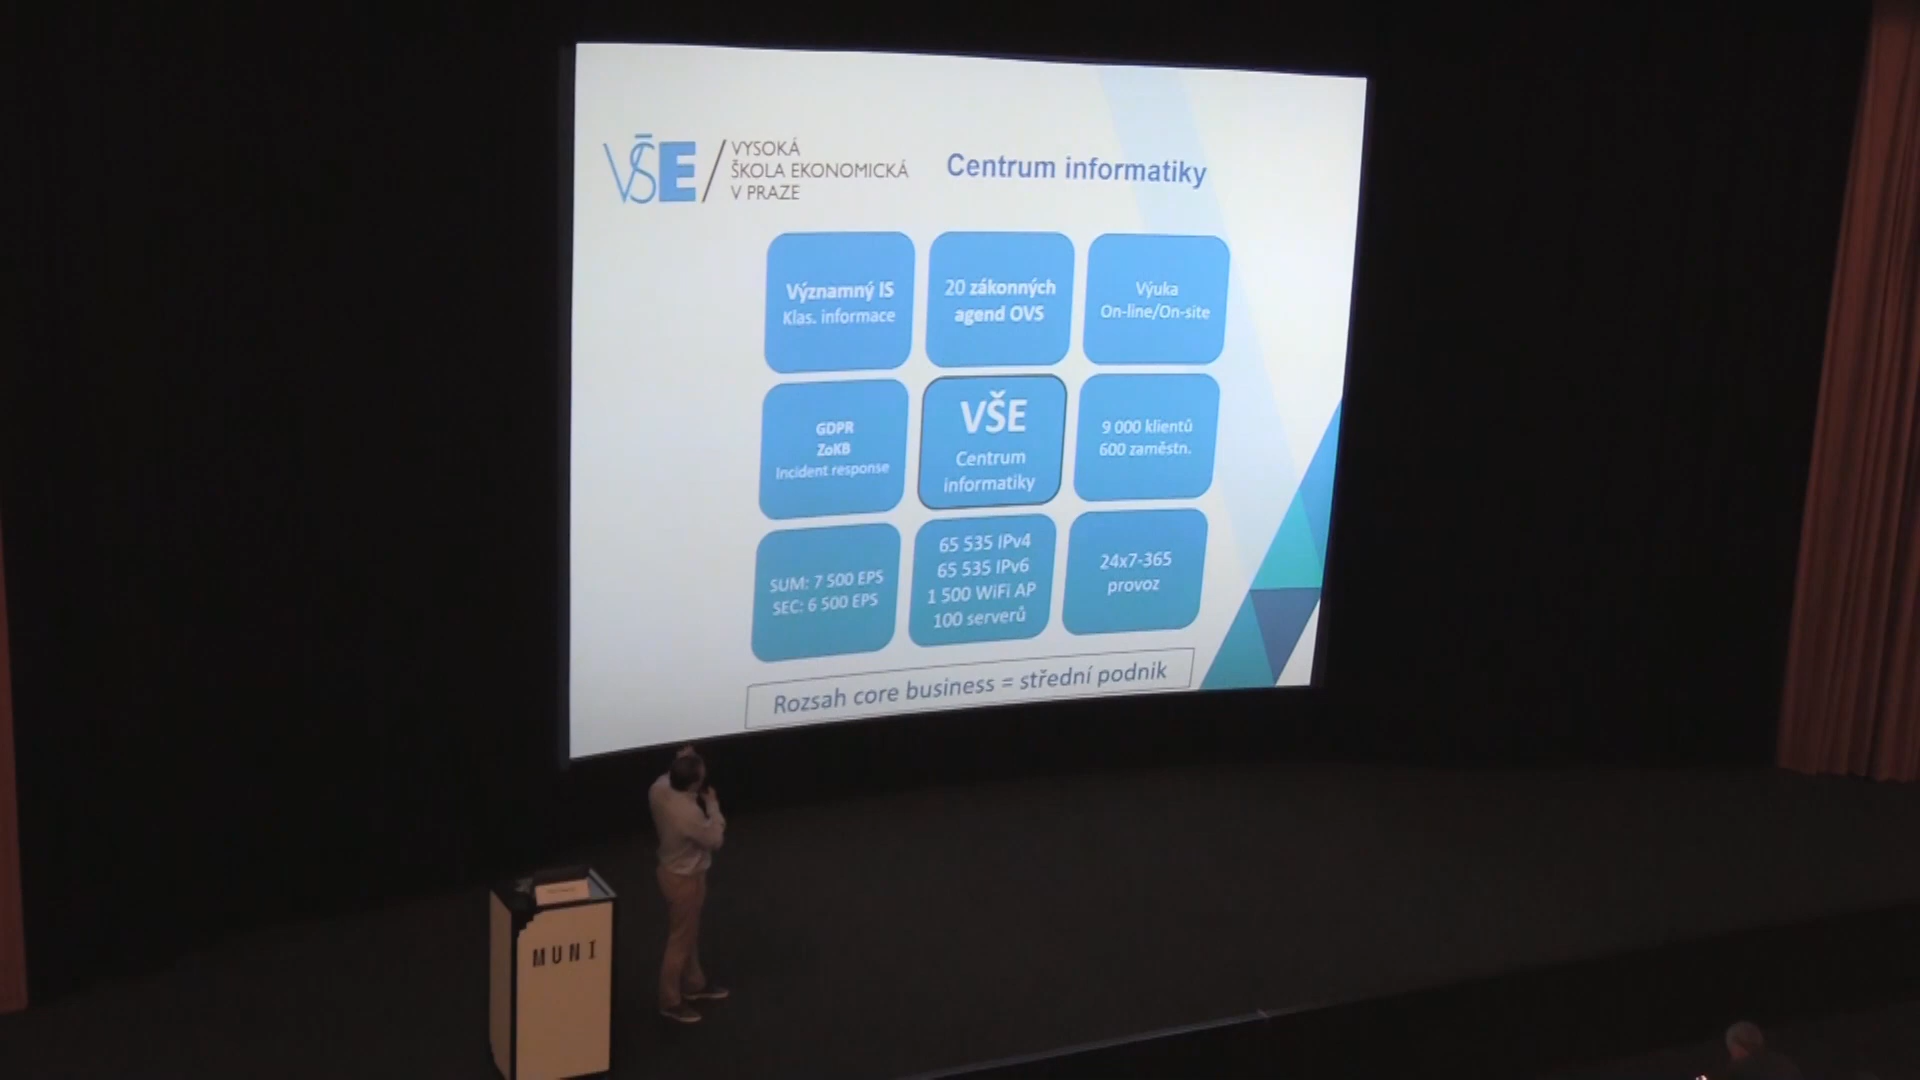 VŠE / VYSOKÁ
ŠKOLA EKONOMICKÁ
V PRAZE
Centrum informatiky
Významný IS
Klas. informace
20 zákonných
agend OVS
Výuka
On-line/On-site
GDPR
ZoKB
Incident response
VŠE
Centrum
informatiky
9 000 klientů
600 zaměstn.
SUM: 7 500 EPS
SEC: 6 500 EPS
65 535 IPv4
65 535 IPv6
1 500 WiFi AP
100 serverů
24x7-365
provoz
Rozsah core business = střední podnik
MUNI